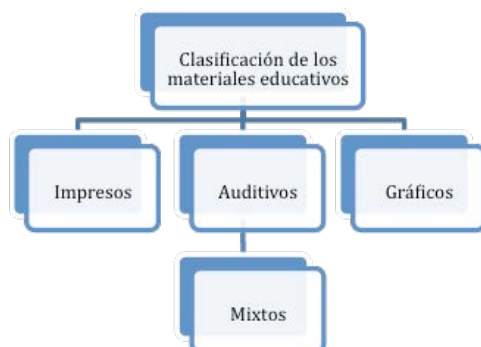 Clasificación de los
materiales educativos
Impresos
Auditivos
Gráficos
Mixtos